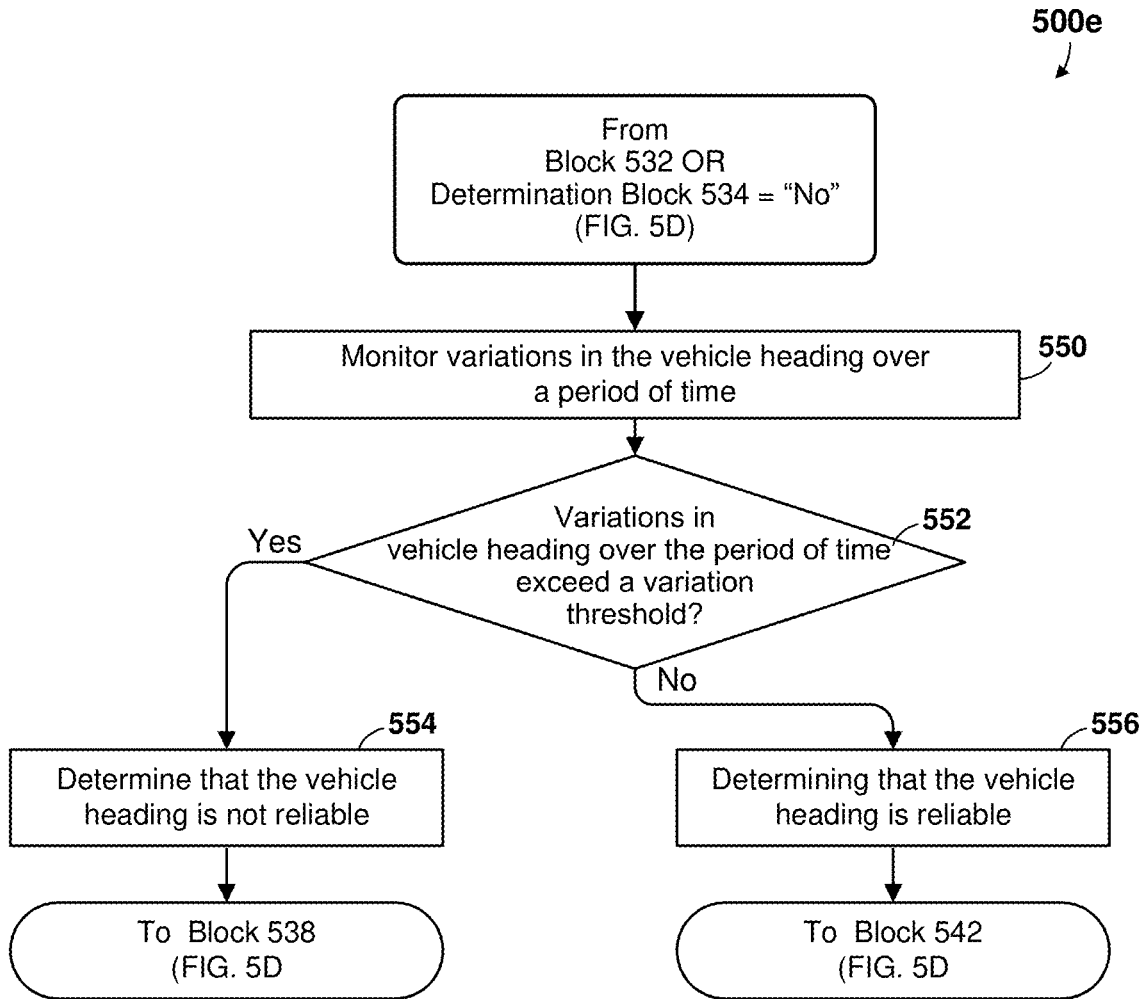 500e
From
Block 532 OR
Determination Block 534 = “No”
(FIG. 5D)
Monitor variations in the vehicle heading over
a period of time
550
Variations in
vehicle heading over the period of time
exceed a variation
threshold?
552
Yes
No
554
Determine that the vehicle
heading is not reliable
556
Determining that the vehicle
heading is reliable
To Block 538
(FIG. 5D
To Block 542
(FIG. 5D